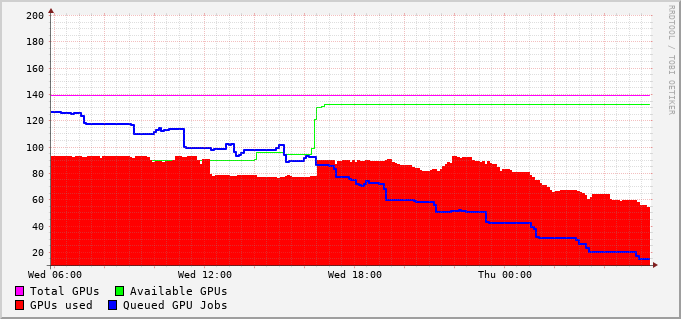 RRDTOOL / TOBI OETIKER
200
180
160
140
120
100
80
60
40
20
Wed 06:00 Wed 12:00 Wed 18:00 Thu 00:00
Total GPUs Available GPUs
GPUs used Queued GPU Jobs